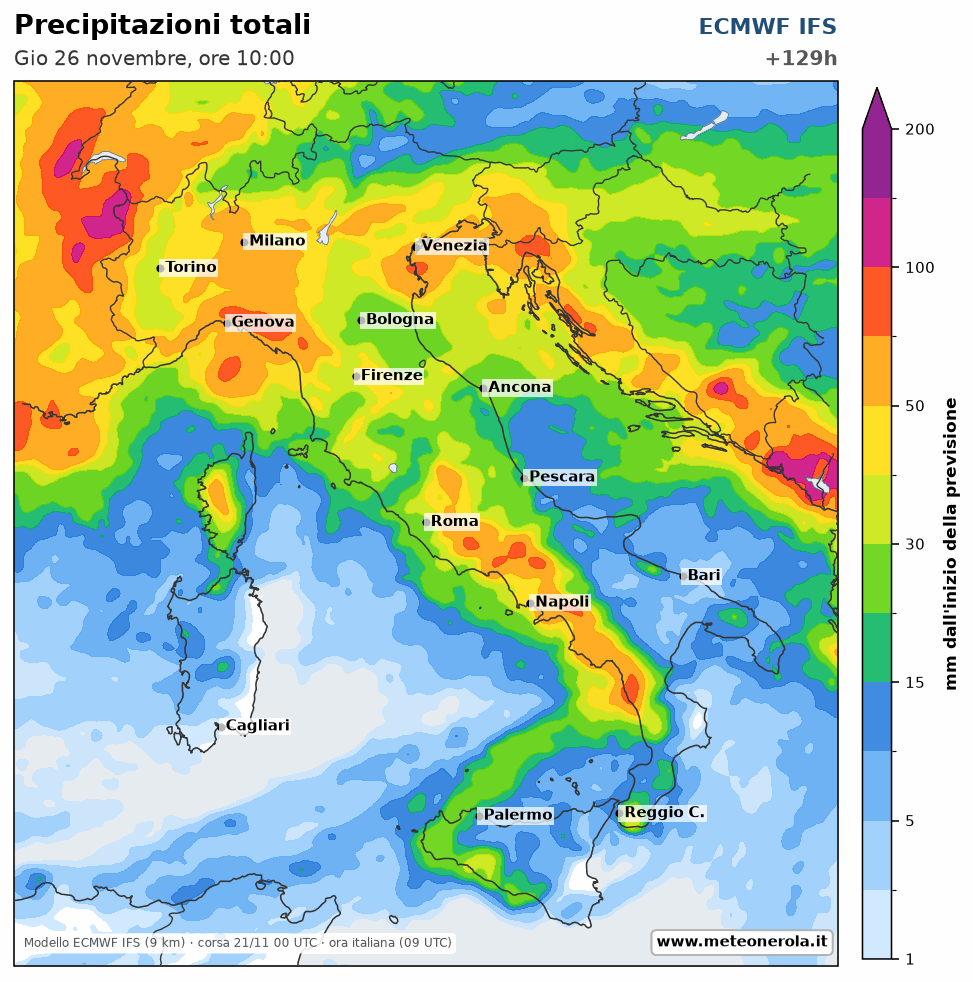 Precipitazioni totali
ECMWF IFS
Gio 26 novembre, ore 10:00
+129h
200
100
50
30
15
5
1
mm dall'inizio della previsione
Milano
Venezia
Torino
Genova
Bologna
Firenze
Ancona
Pescara
Roma
Bari
Napoli
Cagliari
Palermo
Reggio C.
Modello ECMWF IFS (9 km) · corsa 21/11 00 UTC · ora italiana (09 UTC)
www.meteonerola.it